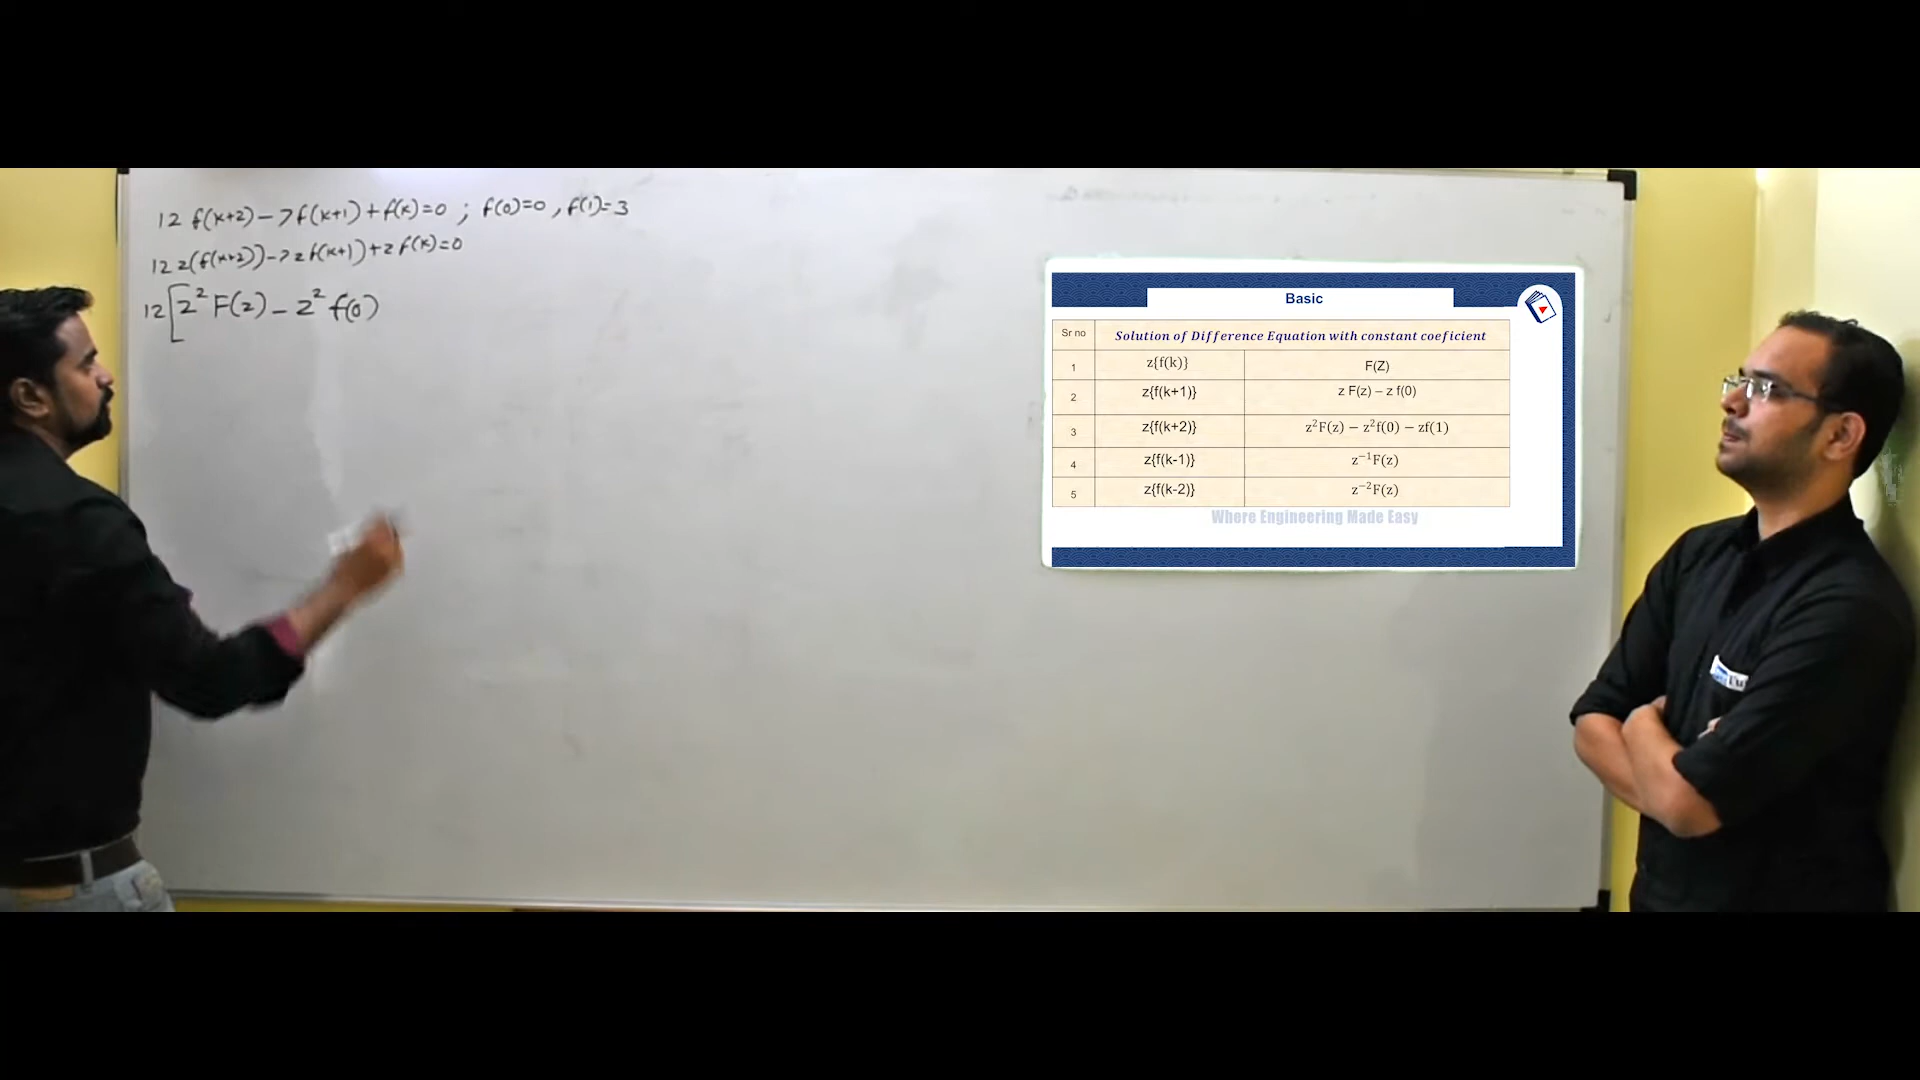 12 f(k+2) - 7f(k+1) + f(k) = 0 ; f(0)=0 , f(1)=3
12 z(f(k+2)) - 7 z f(k+1) + z f(k) = 0
12 [z² F(z) - z² f(0)
Basic
Sr no Solution of Difference Equation with constant coeficient
1 z{f(k)} F(Z)
2 z{f(k+1)} z F(z) – z f(0)
3 z{f(k+2)} z²F(z) − z²f(0) − zf(1)
4 z{f(k-1)} z⁻¹F(z)
5 z{f(k-2)} z⁻²F(z)
Where Engineering Made Easy